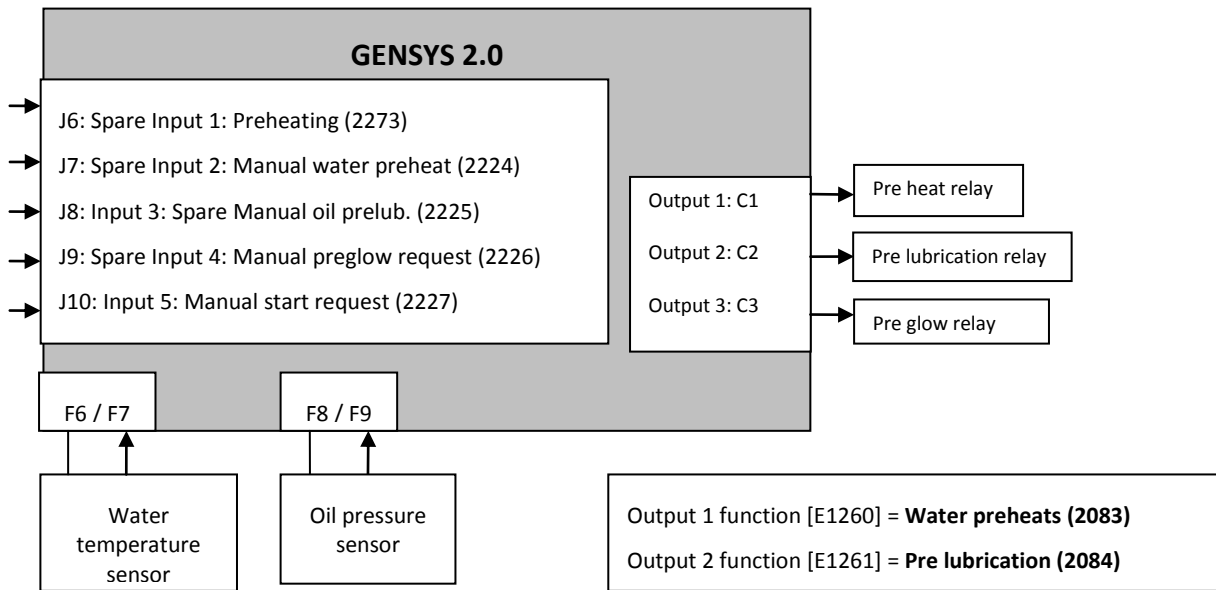 GENSYS 2.0
J6: Spare Input 1: Preheating (2273)
J7: Spare Input 2: Manual water preheat (2224)
J8: Input 3: Spare Manual oil prelub. (2225)
J9: Spare Input 4: Manual preglow request (2226)
J10: Input 5: Manual start request (2227)
Output 1: C1
Output 2: C2
Output 3: C3
Pre heat relay
Pre lubrication relay
Pre glow relay
F6 / F7
F8 / F9
Water
temperature
sensor
Oil pressure
sensor
Output 1 function [E1260] = Water preheats (2083)
Output 2 function [E1261] = Pre lubrication (2084)